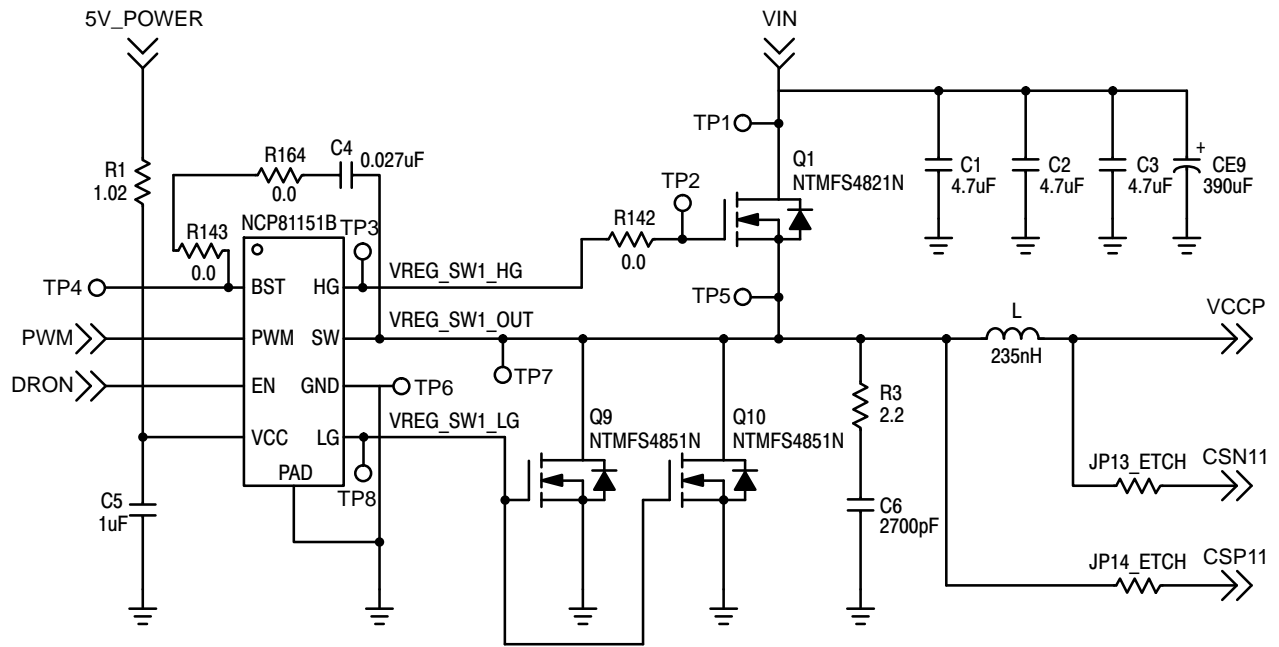 5V_POWER
VIN
TP1
R1
1.02
R164
0.0
C4
0.027uF
Q1
NTMFS4821N
C1
4.7uF
C2
4.7uF
C3
4.7uF
+
CE9
390uF
R143
0.0
NCP81151B
TP3
TP2
R142
0.0
TP4
BST
HG
VREG_SW1_HG
TP5
PWM
PWM
SW
VREG_SW1_OUT
L
235nH
VCCP
DRON
EN
GND
TP6
TP7
VCC
LG
VREG_SW1_LG
PAD
TP8
Q9
NTMFS4851N
Q10
NTMFS4851N
R3
2.2
C5
1uF
C6
2700pF
JP13_ETCH
CSN11
JP14_ETCH
CSP11